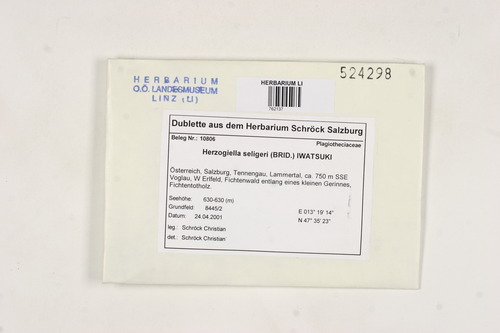 HERBARIUM
O.Ö. LANDESMUSEUM
LINZ (LI)
HERBARIUM LI
782137
524298
Dublette aus dem Herbarium Schröck Salzburg
Beleg Nr.: 10806
Plagiotheciaceae
Herzogiella seligeri (BRID.) IWATSUKI
Österreich, Salzburg, Tennengau, Lammertal, ca. 750 m SSE
Voglau, W Erlfeld, Fichtenwald entlang eines kleinen Gerinnes,
Fichtentotholz.
Seehöhe: 630-630 (m)
Grundfeld: 8445/2
Datum: 24.04.2001
E 013° 19' 14"
N 47° 35' 23"
leg.: Schröck Christian
det.: Schröck Christian